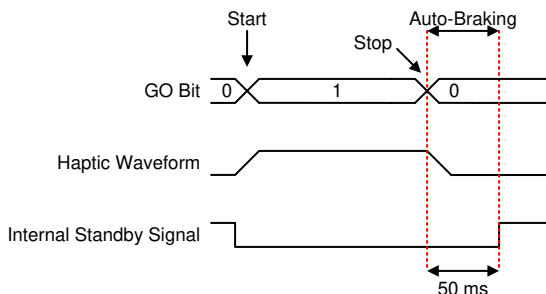 Start
Auto-Braking
Stop
GO Bit
0
1
0
Haptic Waveform
Internal Standby Signal
50 ms